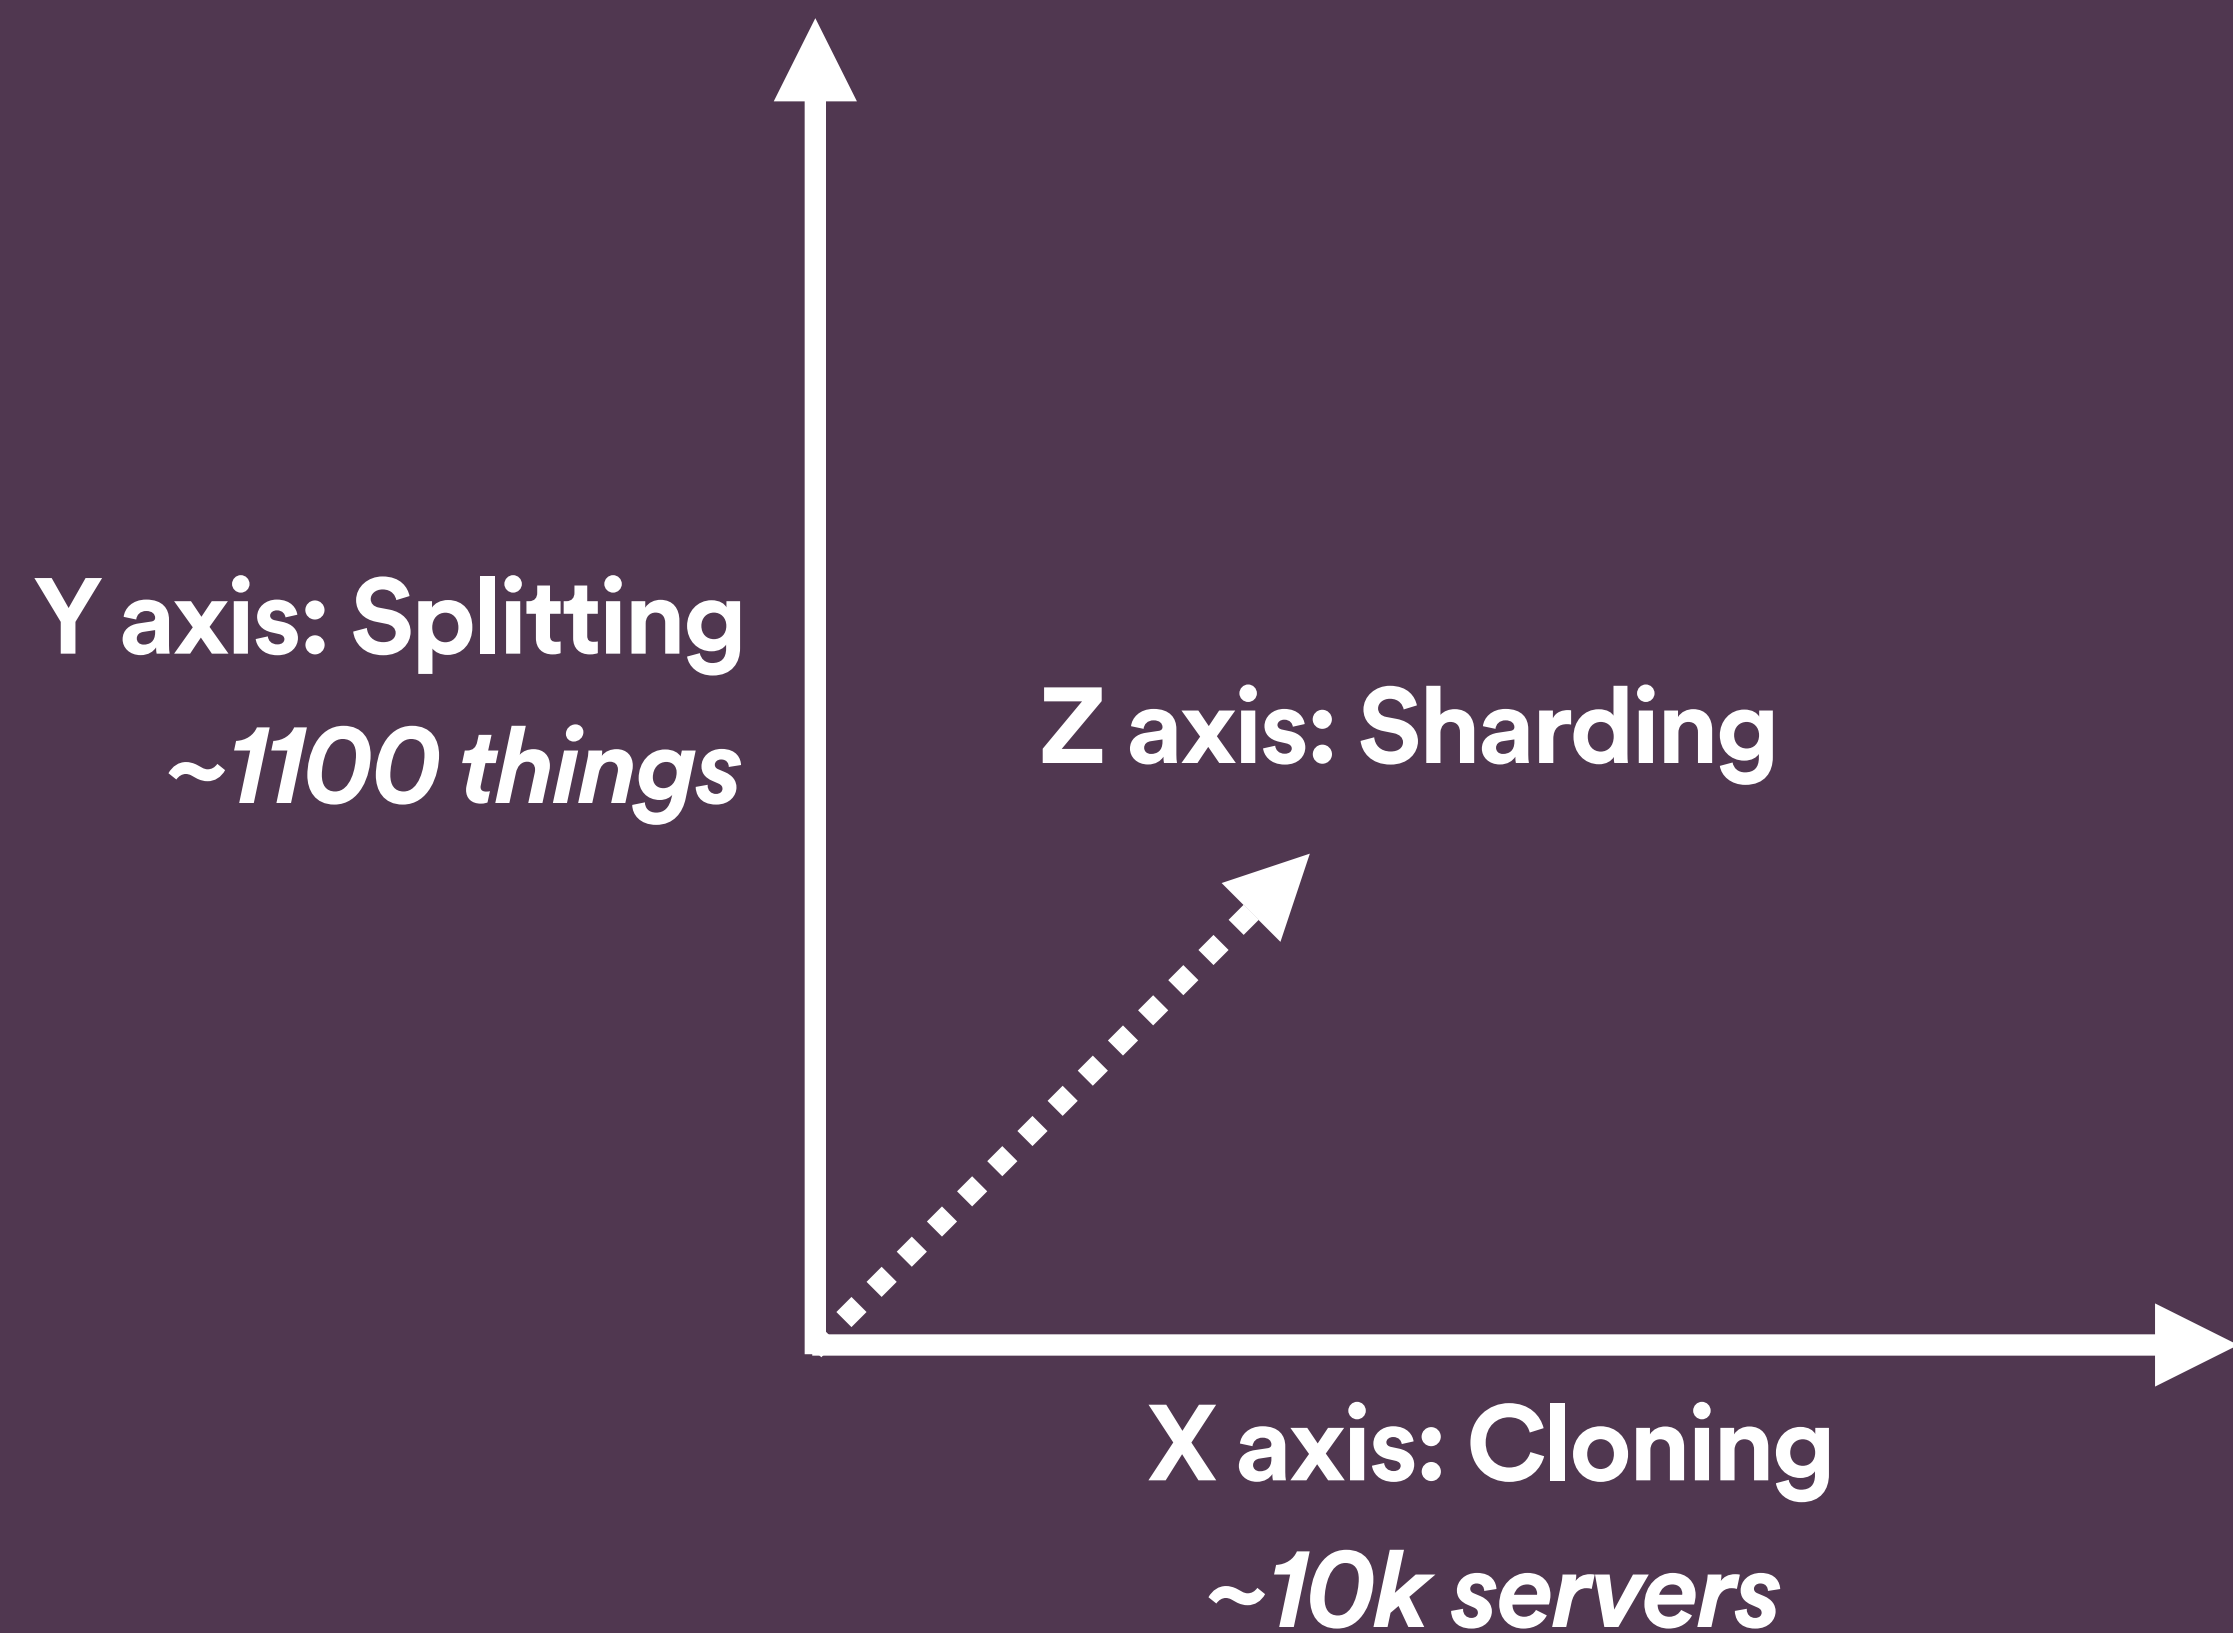 Y axis: Splitting
~1100 things
Z axis: Sharding
X axis: Cloning
~10k servers